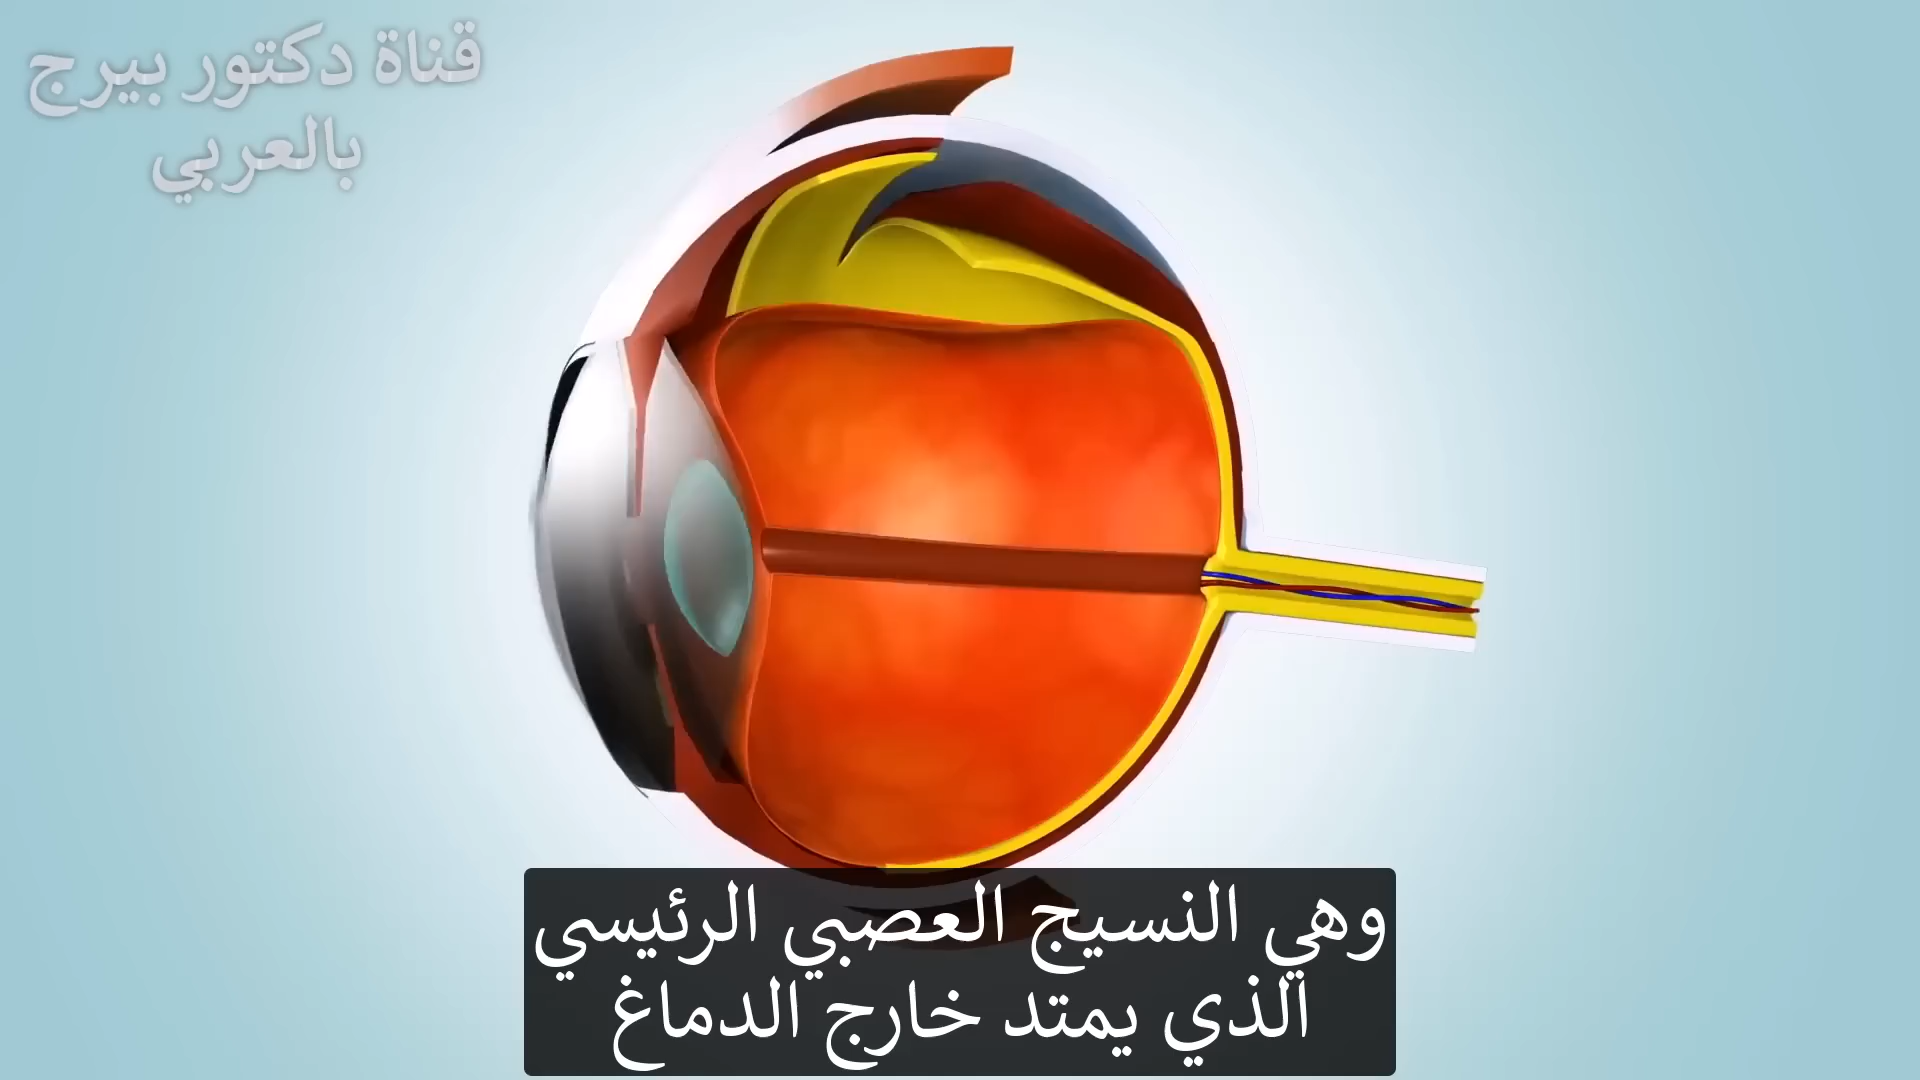 قناة دكتور بيرج
بالعربي
وهي النسيج العصبي الرئيسي
الذي يمتد خارج الدماغ